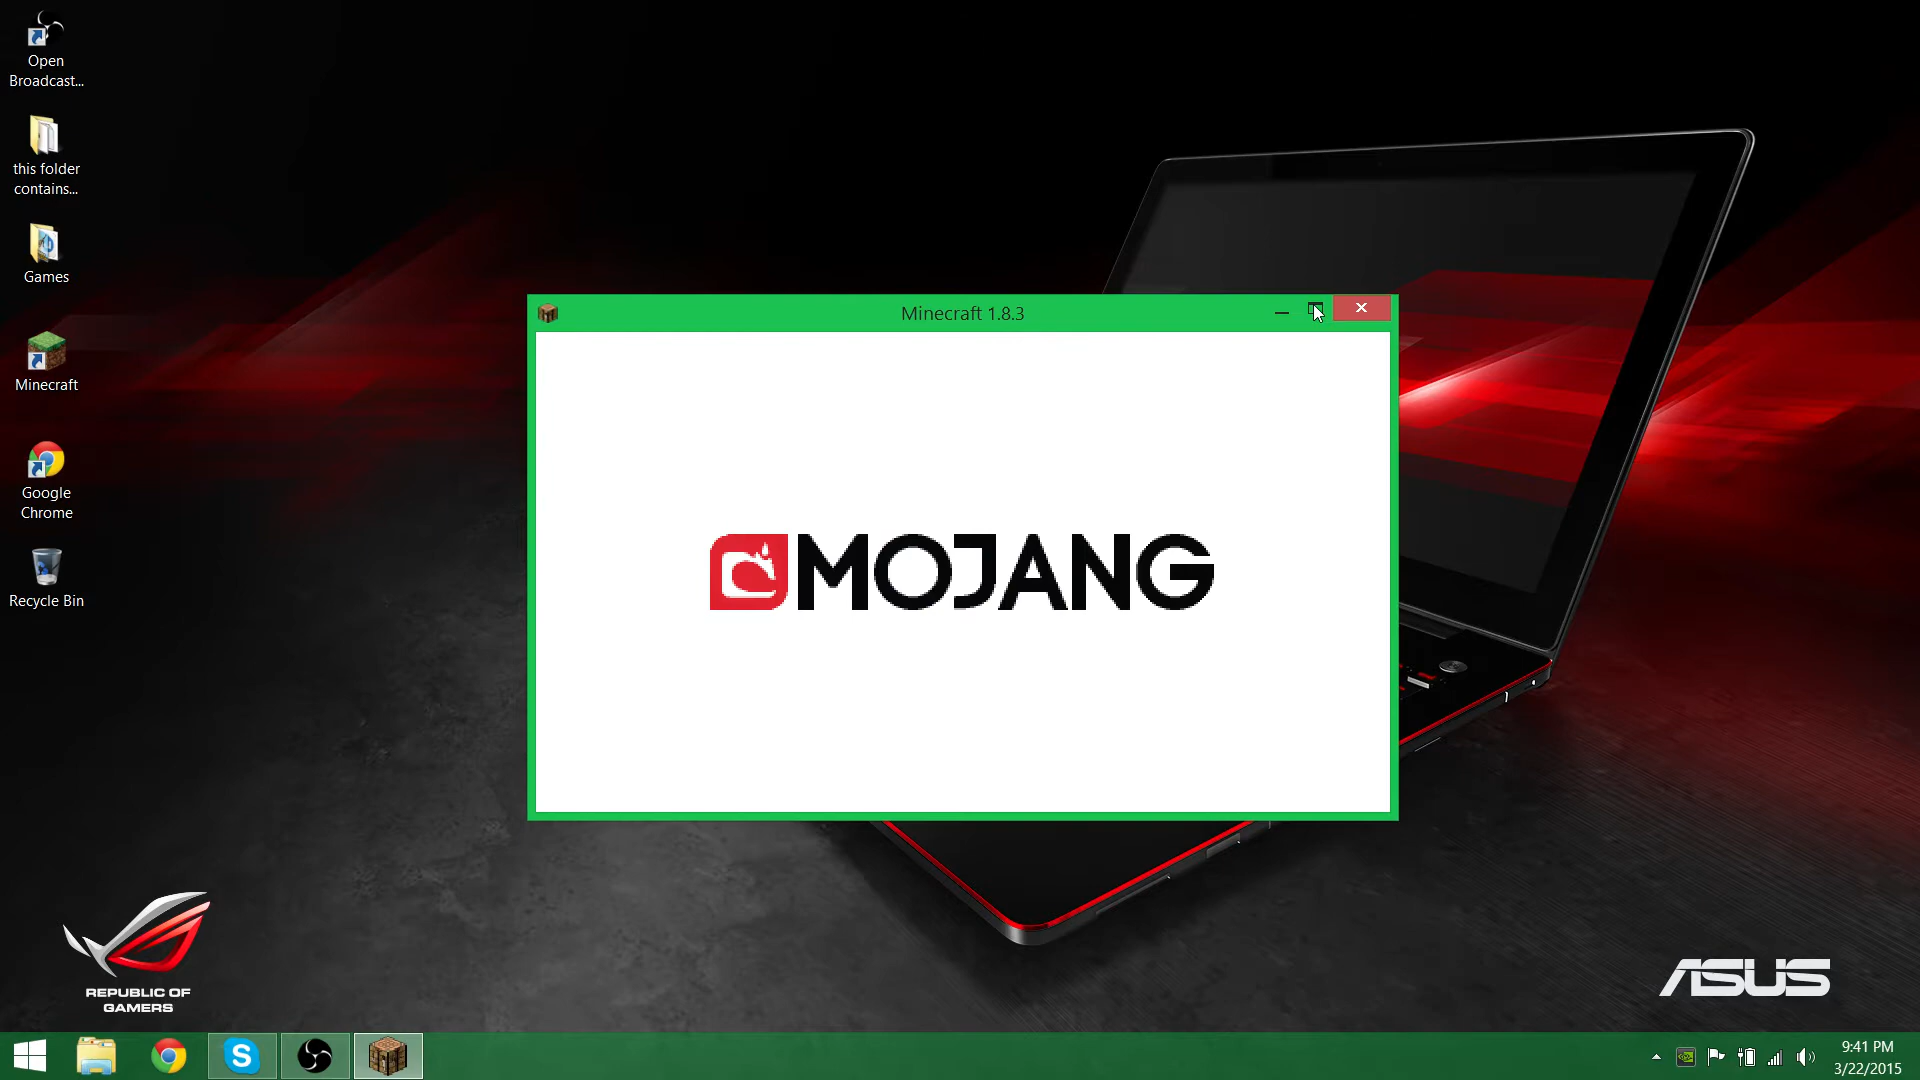 Open
Broadcast...
this folder
contains...
Games
Minecraft
Google
Chrome
Recycle Bin
Minecraft 1.8.3
MOJANG
REPUBLIC OF
GAMERS
ASUS
9:41 PM
3/22/2015